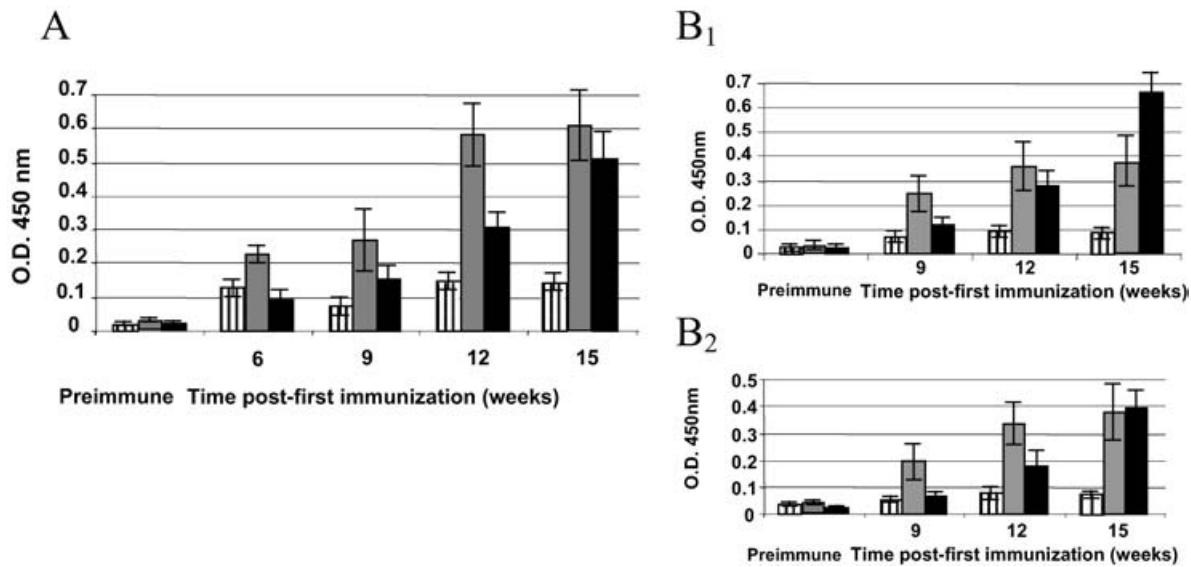 A
0.7
0.6
0.5
0.4
0.3
0.2
0.1
0
O.D. 450 nm
6 9 12 15
Preimmune Time post-first immunization (weeks)
B1
0.7
0.6
0.5
0.4
0.3
0.2
0.1
0
O.D. 450nm
9 12 15
Preimmune Time post-first immunization (weeks)
B2
0.5
0.4
0.3
0.2
0.1
0
O.D. 450nm
9 12 15
Preimmune Time post-first immunization (weeks)